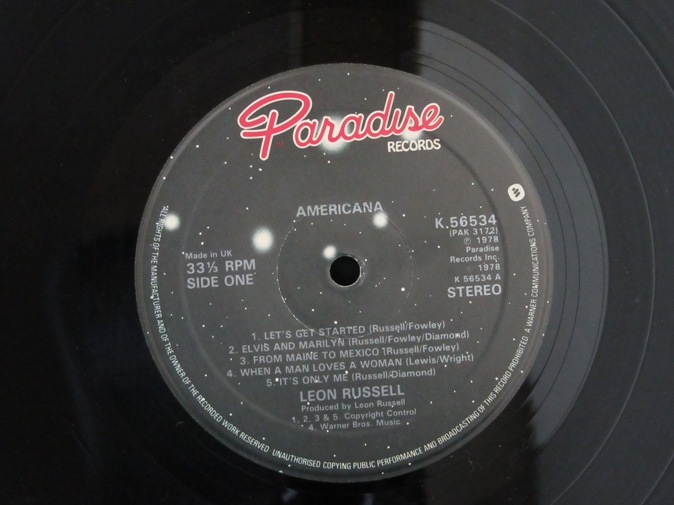 Paradise
RECORDS
AMERICANA
K.56534
(PAK 3172)
℗ 1978
Paradise
Records Inc.
1978
K 56534 A
STEREO
Made in UK
33⅓ RPM
SIDE ONE
1. LET'S GET STARTED (Russell/Fowley)
2. ELVIS AND MARILYN (Russell/Fowley/Diamond)
3. FROM MAINE TO MEXICO (Russell/Fowley)
4. WHEN A MAN LOVES A WOMAN (Lewis/Wright)
5. IT'S ONLY ME (Russell/Diamond)
LEON RUSSELL
Produced by Leon Russell
1, 2, 3 & 5. Copyright Control
4. Warner Bros. Music.
ALL RIGHTS OF THE MANUFACTURER AND OF THE OWNER OF THE RECORDED WORK RESERVED UNAUTHORISED COPYING PUBLIC PERFORMANCE AND BROADCASTING OF THIS RECORD PROHIBITED A WARNER COMMUNICATIONS COMPANY